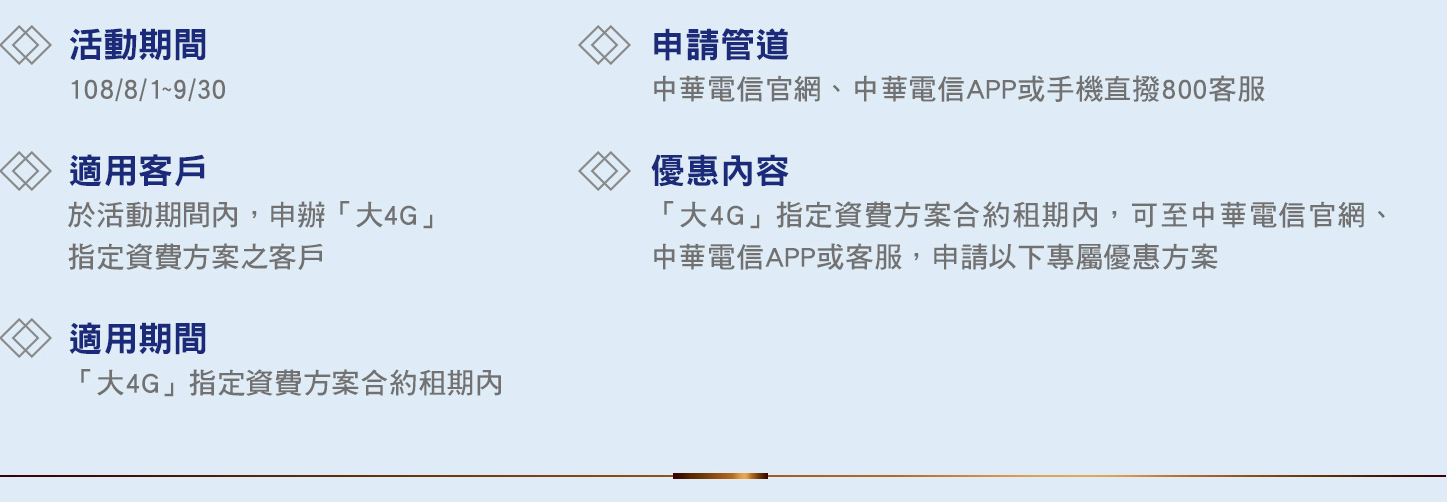 活動期間
108/8/1~9/30
適用客戶
於活動期間內，申辦「大4G」
指定資費方案之客戶
適用期間
「大4G」指定資費方案合約租期內
申請管道
中華電信官網、中華電信APP或手機直撥800客服
優惠內容
「大4G」指定資費方案合約租期內，可至中華電信官網、
中華電信APP或客服，申請以下專屬優惠方案